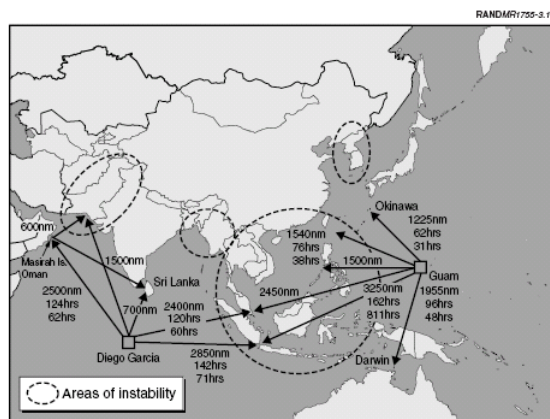 RANDMR1755-3.1
Okinawa
1225nm
62hrs
31hrs
600nm
1540nm
76hrs
38hrs
1500nm
Guam
Masirah Is.
Oman
1500nm
Sri Lanka
2500nm
124hrs
62hrs
700nm
2400nm
120hrs
60hrs
2450nm
3250nm
162hrs
811hrs
1955nm
96hrs
48hrs
Diego Garcia
2850nm
142hrs
71hrs
Darwin
Areas of instability